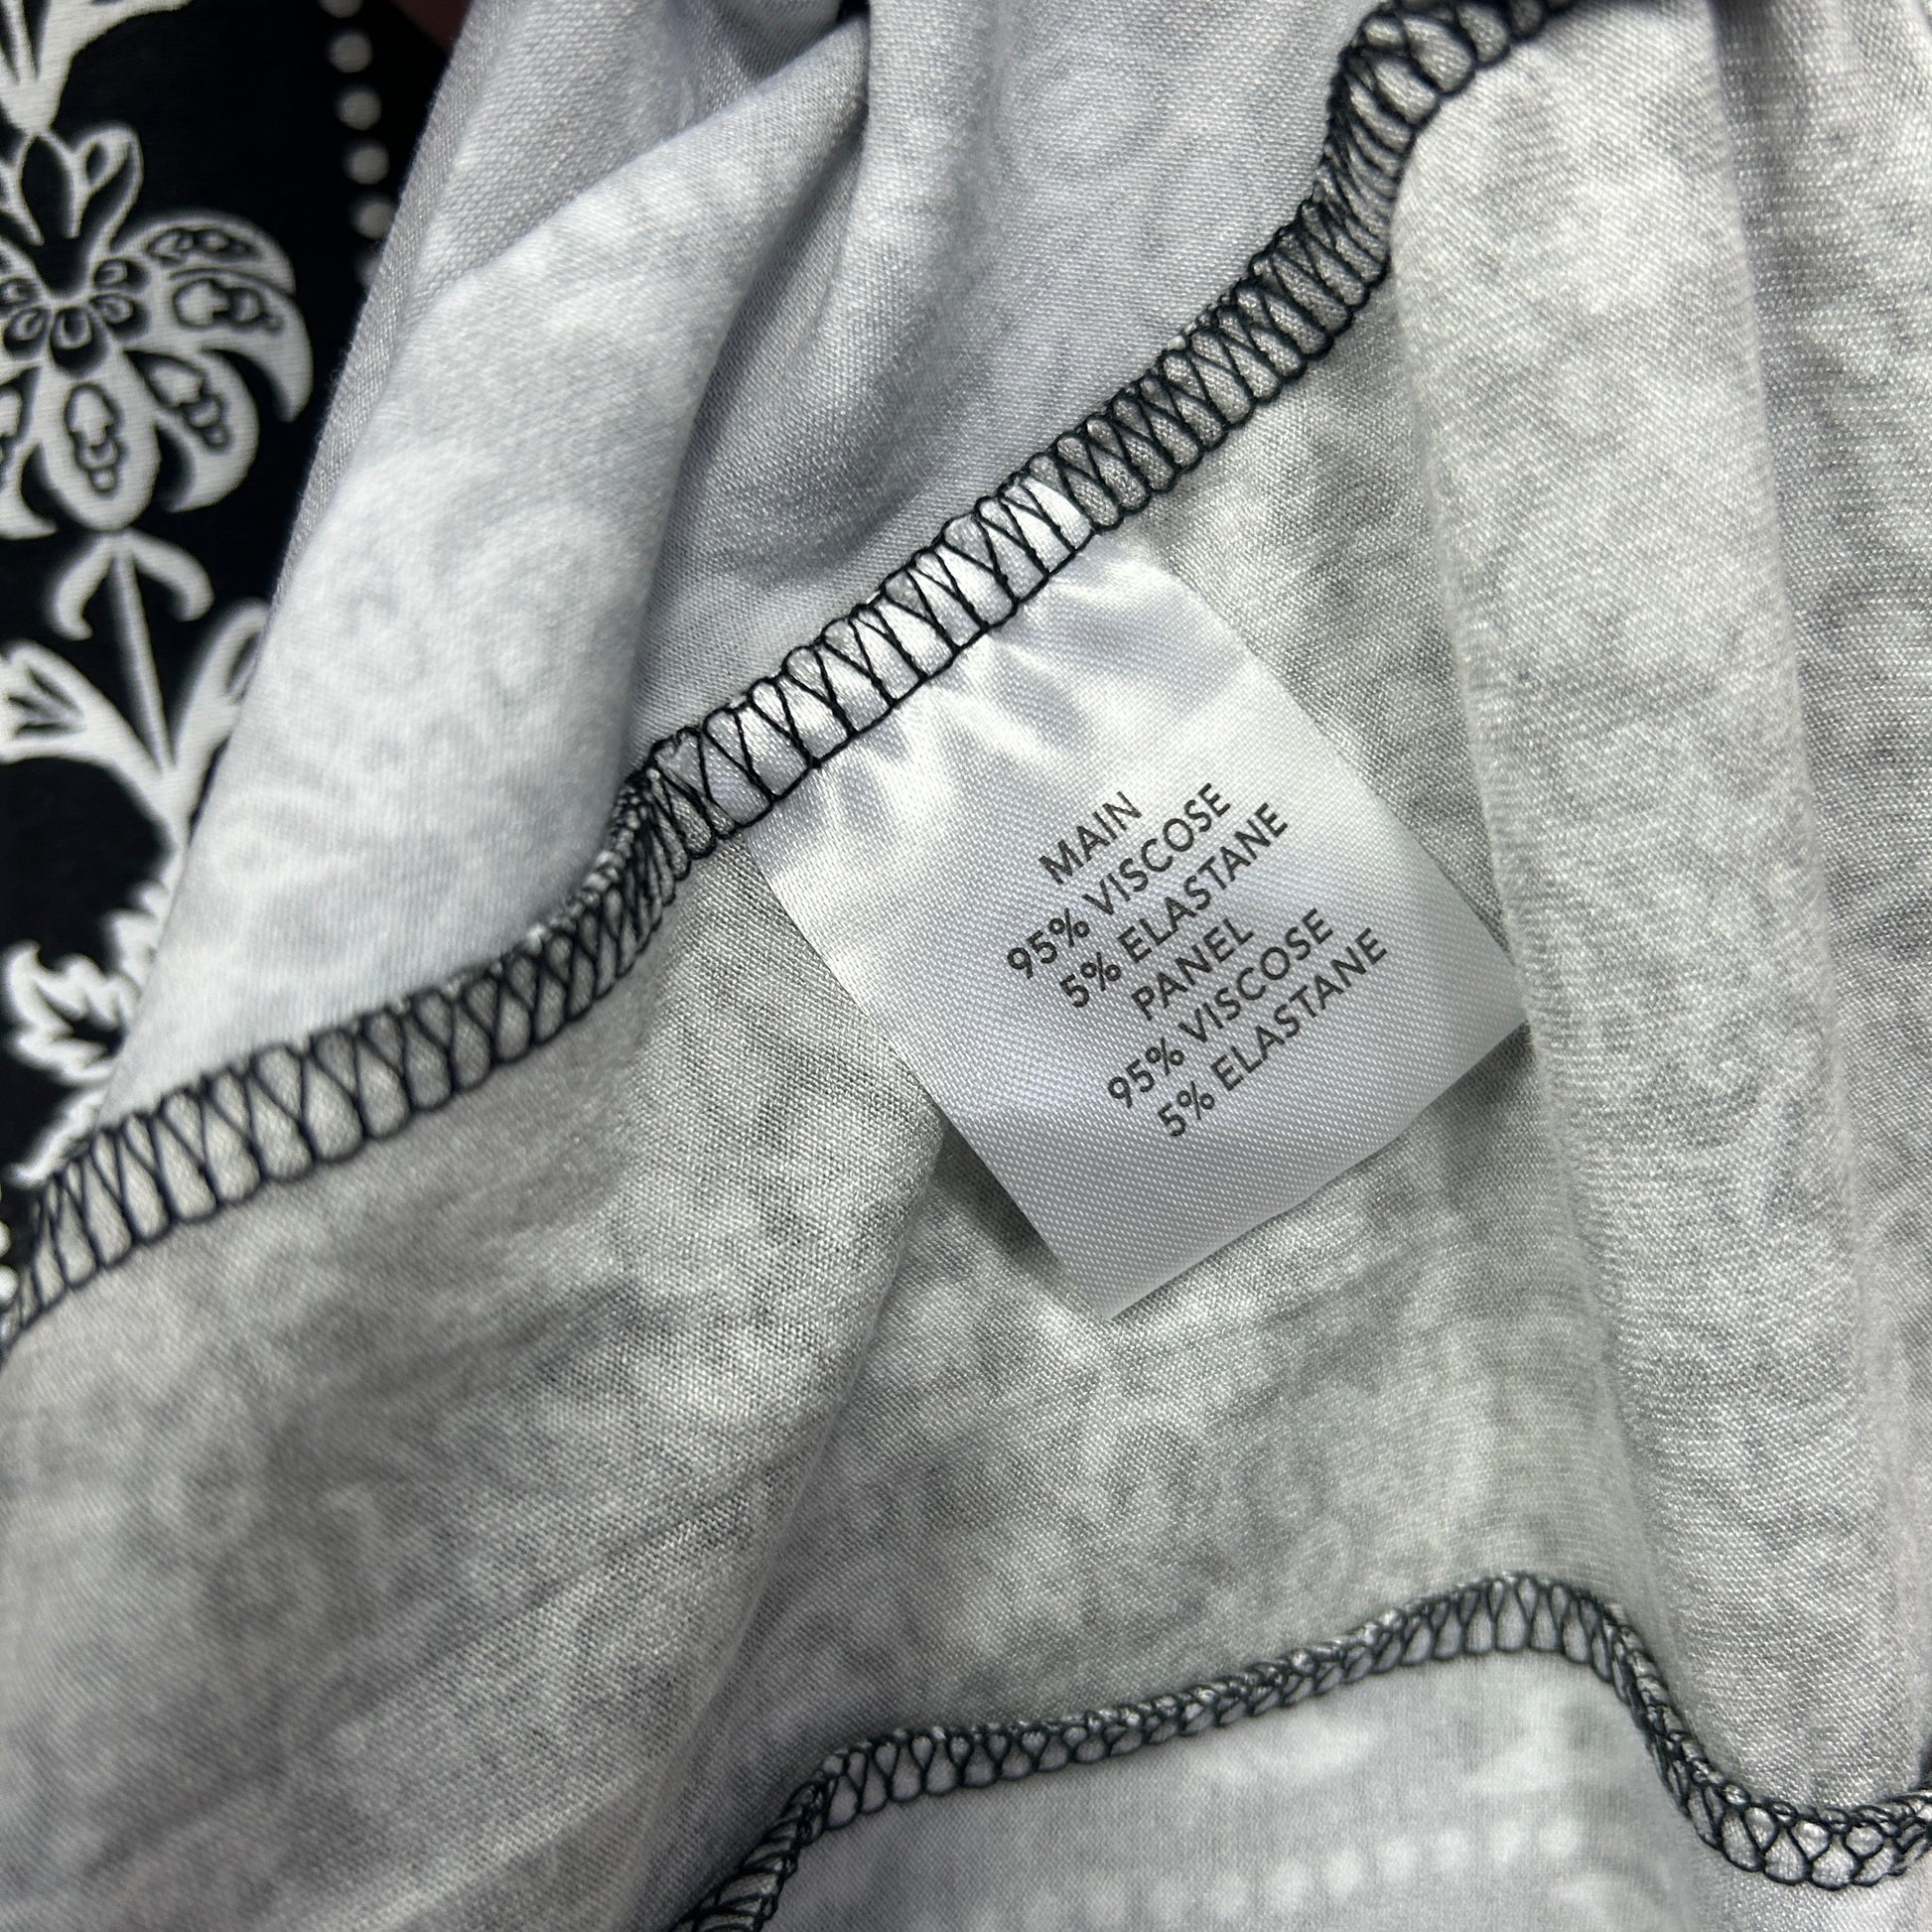 MAIN
95% VISCOSE
5% ELASTANE
PANEL
95% VISCOSE
5% ELASTANE